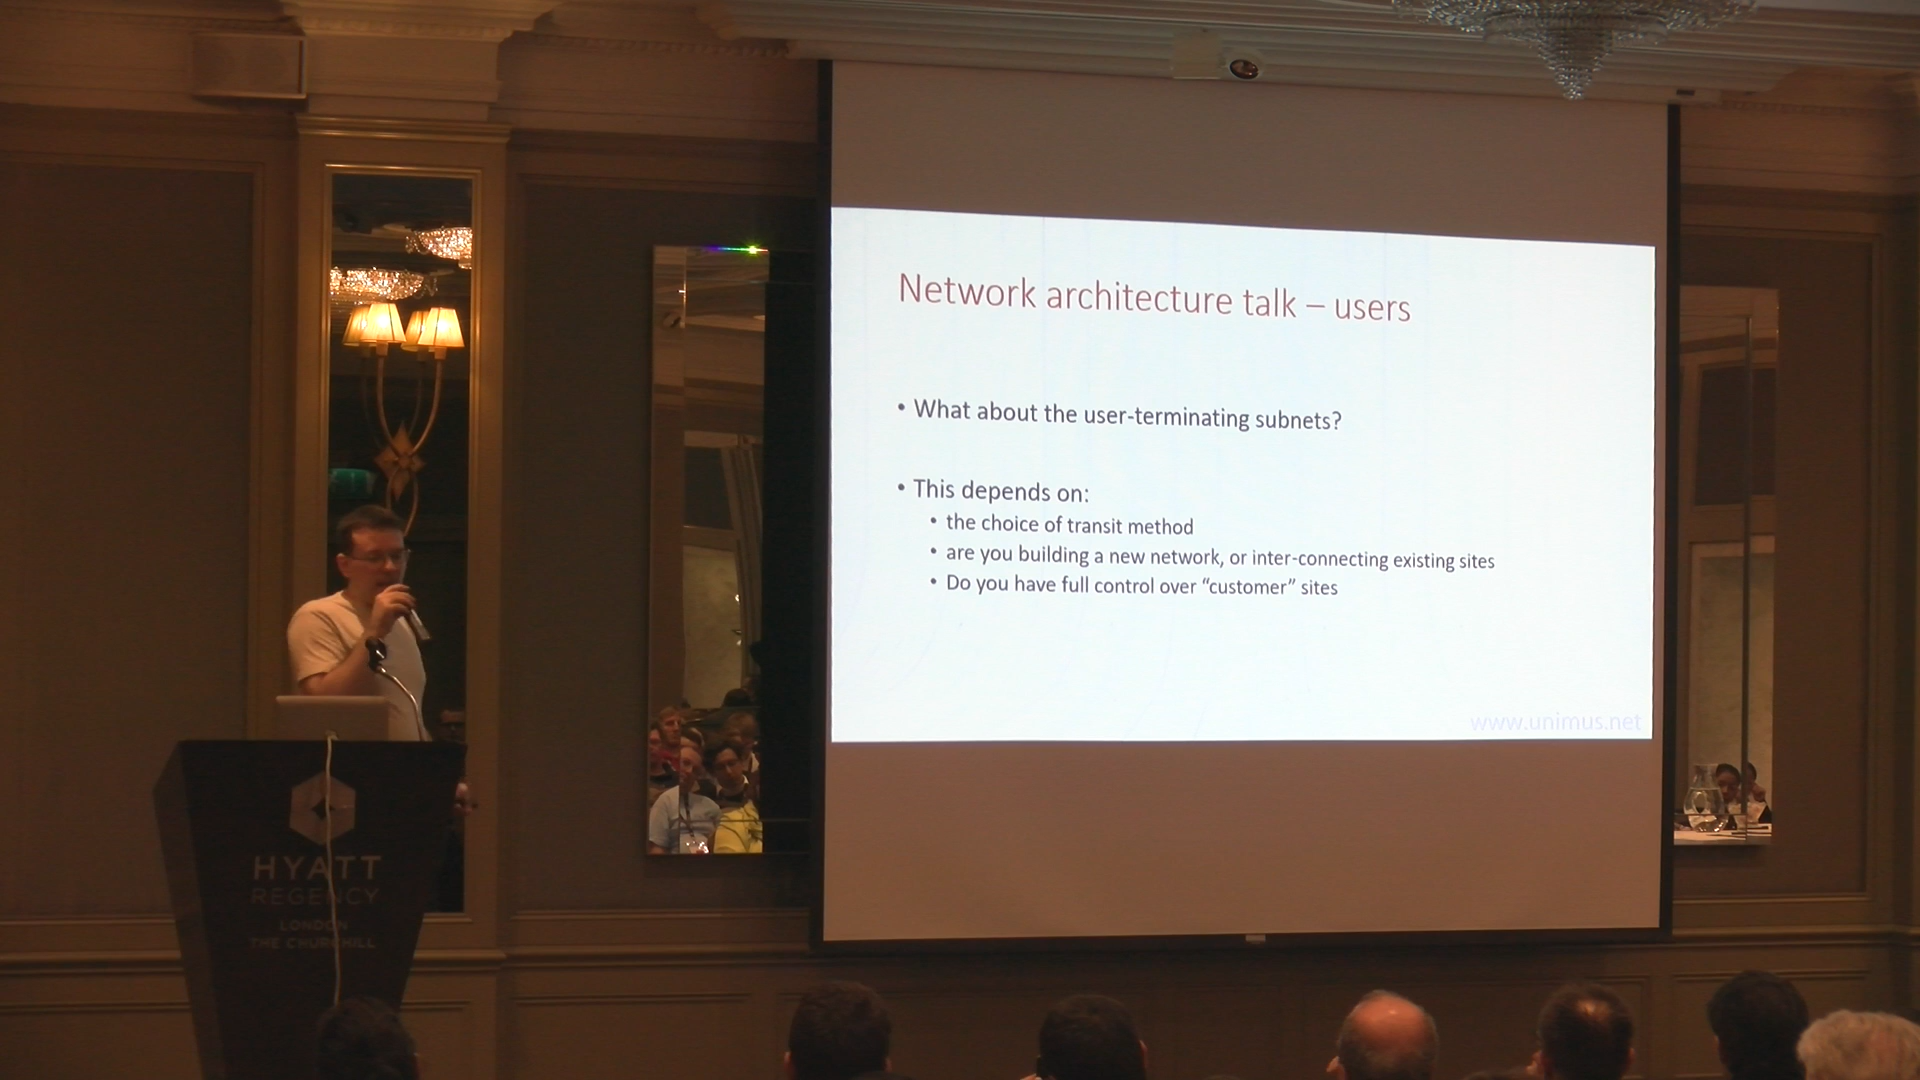 Network architecture talk – users
• What about the user-terminating subnets?
• This depends on:
• the choice of transit method
• are you building a new network, or inter-connecting existing sites
• Do you have full control over “customer” sites
www.unimus.net
HYATT
REGENCY
LONDON
THE CHURCHILL